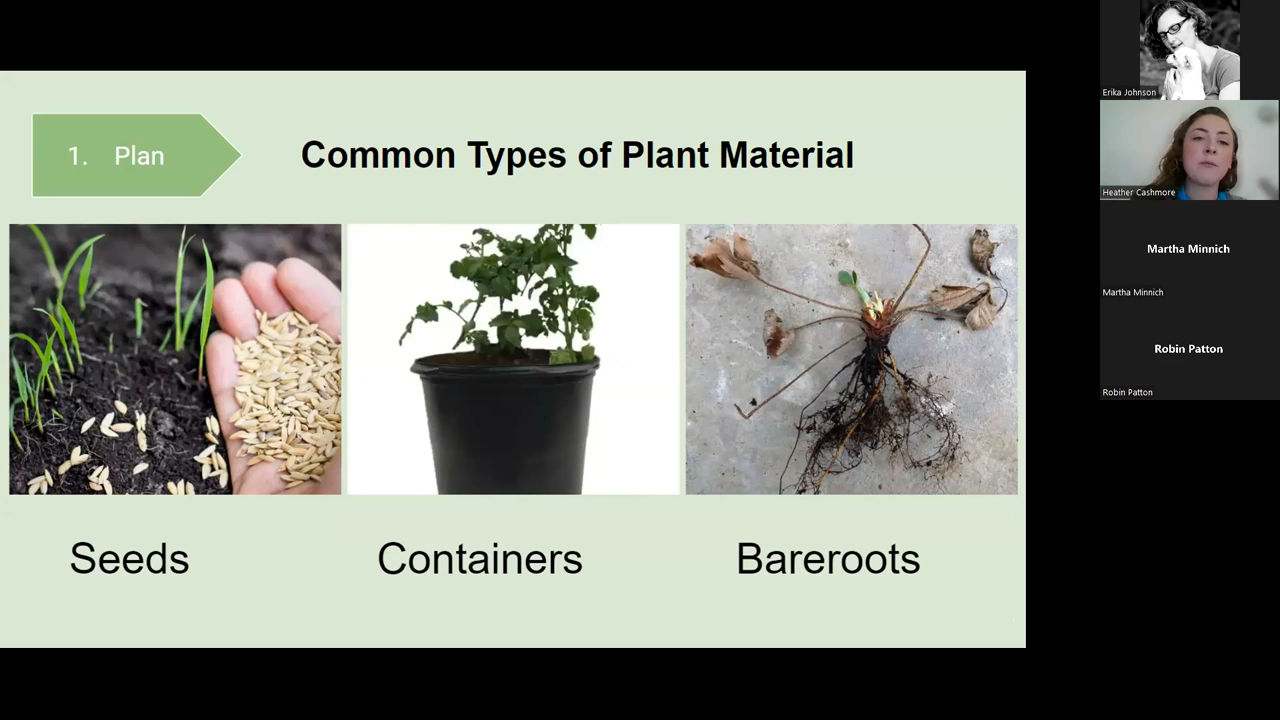 1. Plan
Common Types of Plant Material
Seeds
Containers
Bareroots
Erika Johnson
Heather Cashmore
Martha Minnich
Martha Minnich
Robin Patton
Robin Patton